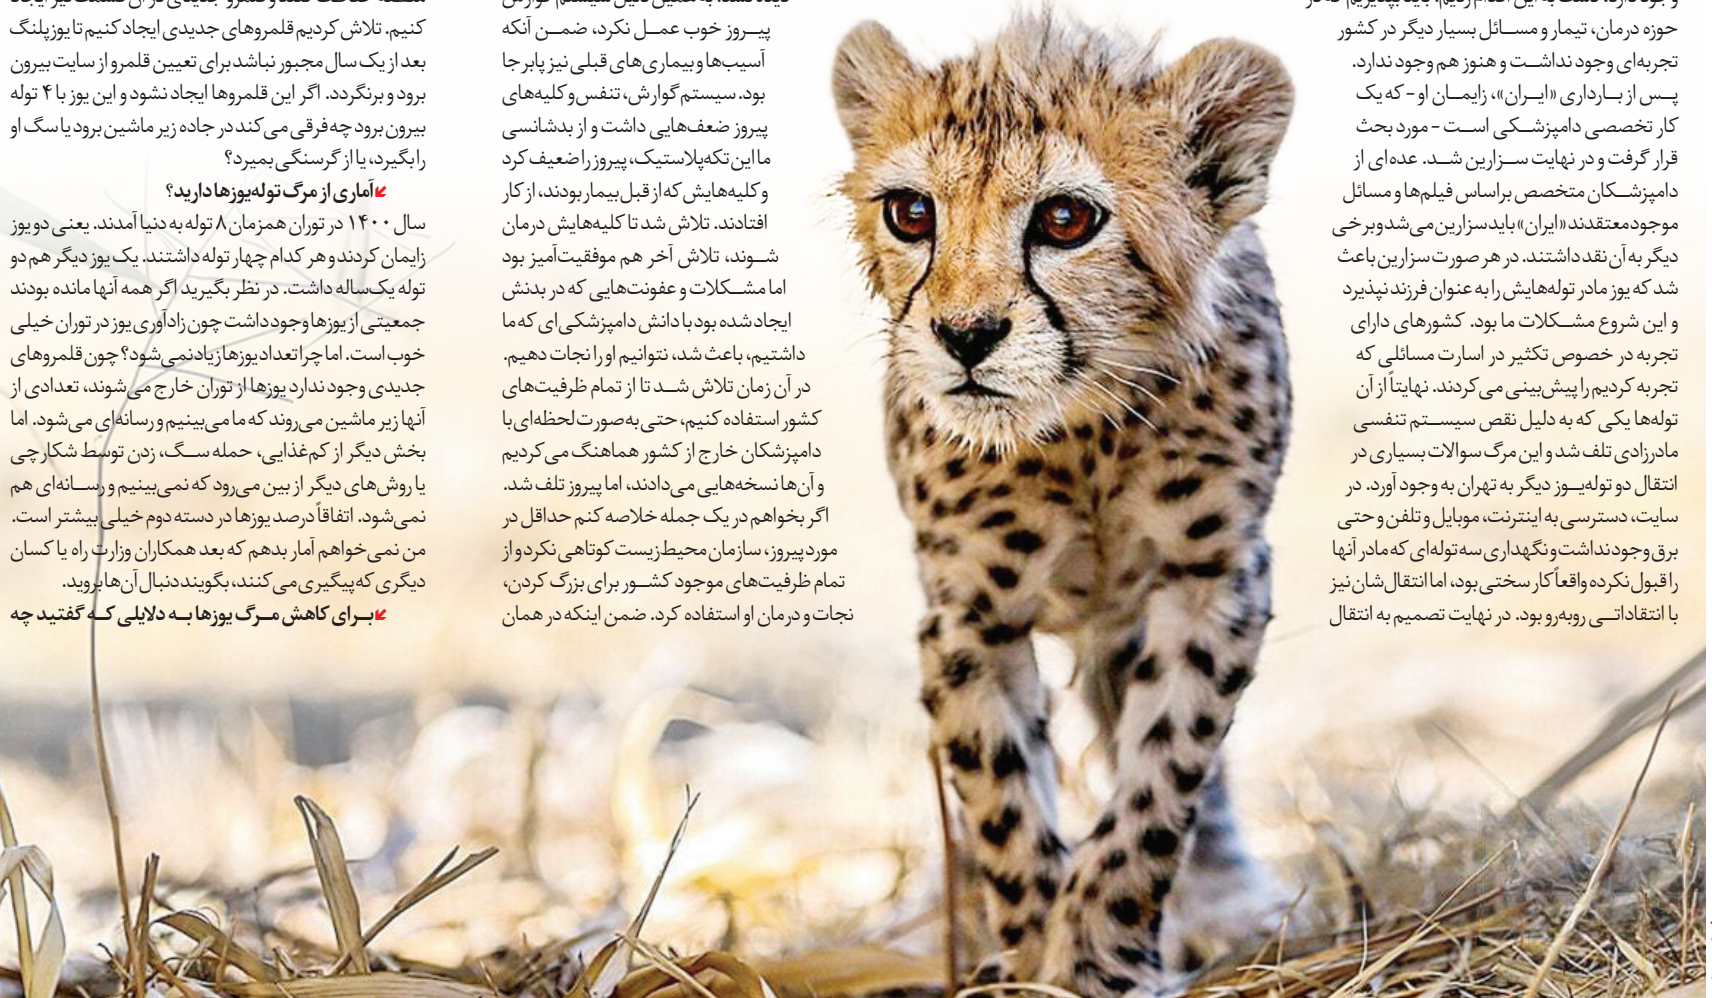 حوزه درمان، تیمار و مسائل بسیار دیگر در کشور
تجربه‌ای وجود نداشت و هنوز هم وجود ندارد.
پس از بارداری «ایران»، زایمان او - که یک
کار تخصصی دامپزشکی است - مورد بحث
قرار گرفت و در نهایت سزارین شد. عده‌ای از
دامپزشکان متخصص براساس فیلم‌ها و مسائل
موجود معتقدند «ایران» باید سزارین می‌شد و برخی
دیگر به آن نقد داشتند. در هر صورت سزارین باعث
شد که یوز مادر توله‌هایش را به عنوان فرزند نپذیرد
و این شروع مشکلات ما بود. کشورهای دارای
تجربه در خصوص تکثیر در اسارت مسائلی که
تجربه کردیم را پیش‌بینی می‌کردند. نهایتاً از آن
توله‌ها یکی که به دلیل نقص سیستم تنفسی
مادرزادی تلف شد و این مرگ سوالات بسیاری در
انتقال دو توله‌یوز دیگر به تهران به وجود آورد. در
سایت، دسترسی به اینترنت، موبایل و تلفن و حتی
برق وجود نداشت و نگهداری سه توله‌ای که مادر آنها
را قبول نکرده واقعاً کار سختی بود، اما انتقال‌شان نیز
با انتقاداتی روبه‌رو بود. در نهایت تصمیم به انتقال
پیروز خوب عمل نکرد، ضمن آنکه
آسیب‌ها و بیماری‌های قبلی نیز پابرجا
بود. سیستم گوارش، تنفس و کلیه‌های
پیروز ضعف‌هایی داشت و از بدشانسی
ما این تکه پلاستیک، پیروز را ضعیف کرد
و کلیه‌هایش که از قبل بیمار بودند، از کار
افتادند. تلاش شد تا کلیه‌هایش درمان
شوند، تلاش آخر هم موفقیت‌آمیز بود
اما مشکلات و عفونت‌هایی که در بدنش
ایجاد شده بود با دانش دامپزشکی‌ای که ما
داشتیم، باعث شد، نتوانیم او را نجات دهیم.
در آن زمان تلاش شد تا از تمام ظرفیت‌های
کشور استفاده کنیم، حتی به‌صورت لحظه‌ای با
دامپزشکان خارج از کشور هماهنگ می‌کردیم
و آن‌ها نسخه‌هایی می‌دادند، اما پیروز تلف شد.
اگر بخواهم در یک جمله خلاصه کنم حداقل در
مورد پیروز، سازمان محیط‌زیست کوتاهی نکرد و از
تمام ظرفیت‌های موجود کشور برای بزرگ کردن،
نجات و درمان او استفاده کرد. ضمن اینکه در همان
کنیم. تلاش کردیم قلمروهای جدیدی ایجاد کنیم تا یوزپلنگ
بعد از یک سال مجبور نباشد برای تعیین قلمرو از سایت بیرون
برود و برنگردد. اگر این قلمروها ایجاد نشود و این یوز با ۴ توله
بیرون برود چه فرقی می‌کند در جاده زیر ماشین برود یا سگ او
را بگیرد، یا از گرسنگی بمیرد؟
آماری از مرگ توله‌یوزها دارید؟
سال ۱۴۰۰ در توران همزمان ۸ توله به دنیا آمدند. یعنی دو یوز
زایمان کردند و هر کدام چهار توله داشتند. یک یوز دیگر هم دو
توله یک‌ساله داشت. در نظر بگیرید اگر همه آنها مانده بودند
جمعیتی از یوزها وجود داشت چون زادآوری یوز در توران خیلی
خوب است. اما چرا تعداد یوزها زیاد نمی‌شود؟ چون قلمروهای
جدیدی وجود ندارد یوزها از توران خارج می‌شوند، تعدادی از
آنها زیر ماشین می‌روند که ما می‌بینیم و رسانه‌ای می‌شود. اما
بخش دیگر از کم‌غذایی، حمله سگ، زدن توسط شکارچی
یا روش‌های دیگر از بین می‌رود که نمی‌بینیم و رسانه‌ای هم
نمی‌شود. اتفاقاً درصد یوزها در دسته دوم خیلی بیشتر است.
من نمی‌خواهم آمار بدهم که بعد همکاران وزارت راه یا کسان
دیگری که پیگیری می‌کنند، بگویند دنبال آن‌ها بروید.
برای کاهش مرگ یوزها به دلایلی که گفتید چه